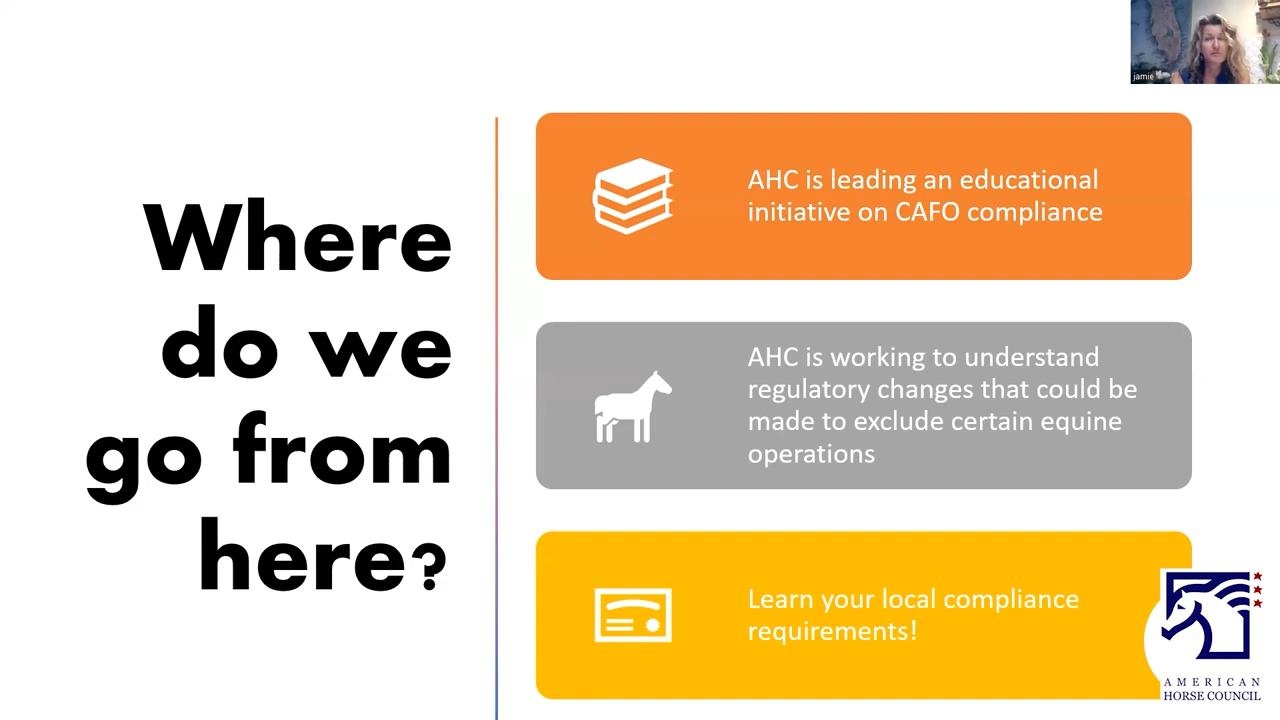 jamie
Where
do we
go from
here?
AHC is leading an educational
initiative on CAFO compliance
AHC is working to understand
regulatory changes that could be
made to exclude certain equine
operations
Learn your local compliance
requirements!
AMERICAN
HORSE COUNCIL